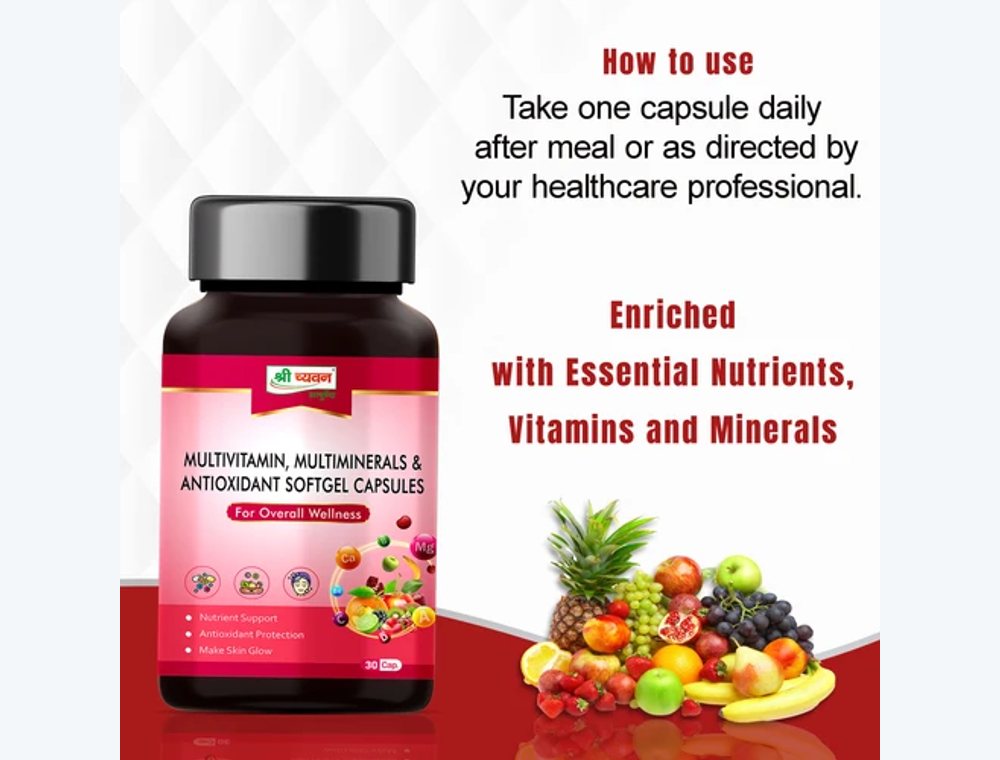 How to use
Take one capsule daily
after meal or as directed by
your healthcare professional.
Enriched
with Essential Nutrients,
Vitamins and Minerals
श्री च्यवन
आयुर्वेद
MULTIVITAMIN, MULTIMINERALS &
ANTIOXIDANT SOFTGEL CAPSULES
For Overall Wellness
Mg
Ca
A
C
b
Nutrient Support
Antioxidant Protection
Make Skin Glow
30 Cap.